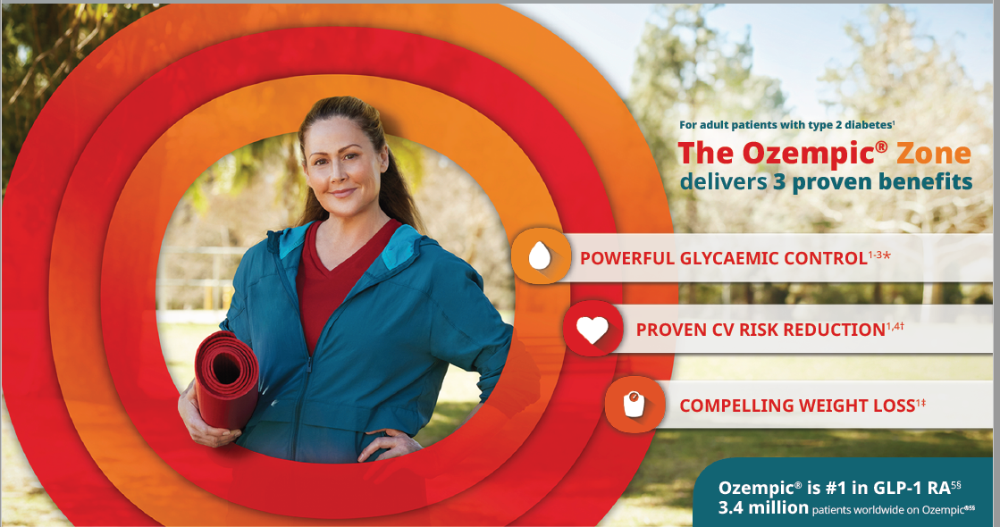 For adult patients with type 2 diabetes¹
The Ozempic® Zone
delivers 3 proven benefits
POWERFUL GLYCAEMIC CONTROL¹⁻³*
PROVEN CV RISK REDUCTION¹,⁴†
COMPELLING WEIGHT LOSS¹‡
Ozempic® is #1 in GLP-1 RA⁵§
3.4 million patients worldwide on Ozempic®⁵§